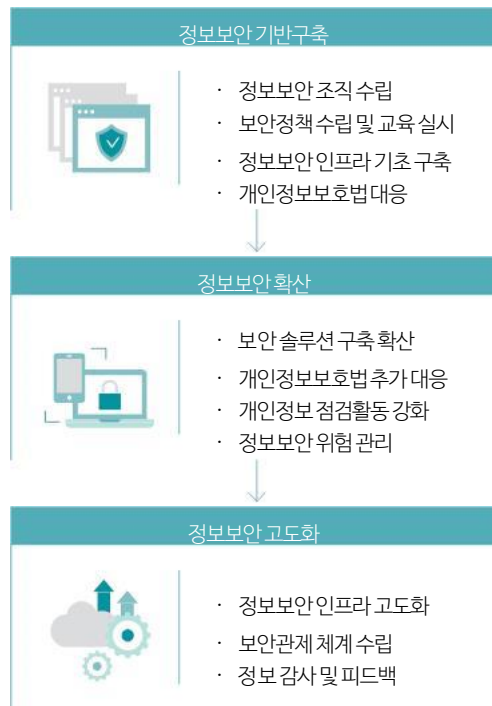 정보보안 기반구축
· 정보보안 조직 수립
· 보안정책 수립 및 교육 실시
· 정보보안 인프라 기초 구축
· 개인정보보호법 대응
정보보안 확산
· 보안 솔루션 구축 확산
· 개인정보보호법 추가 대응
· 개인정보 점검활동 강화
· 정보보안 위험 관리
정보보안 고도화
· 정보보안 인프라 고도화
· 보안관제 체계 수립
· 정보 감사 및 피드백